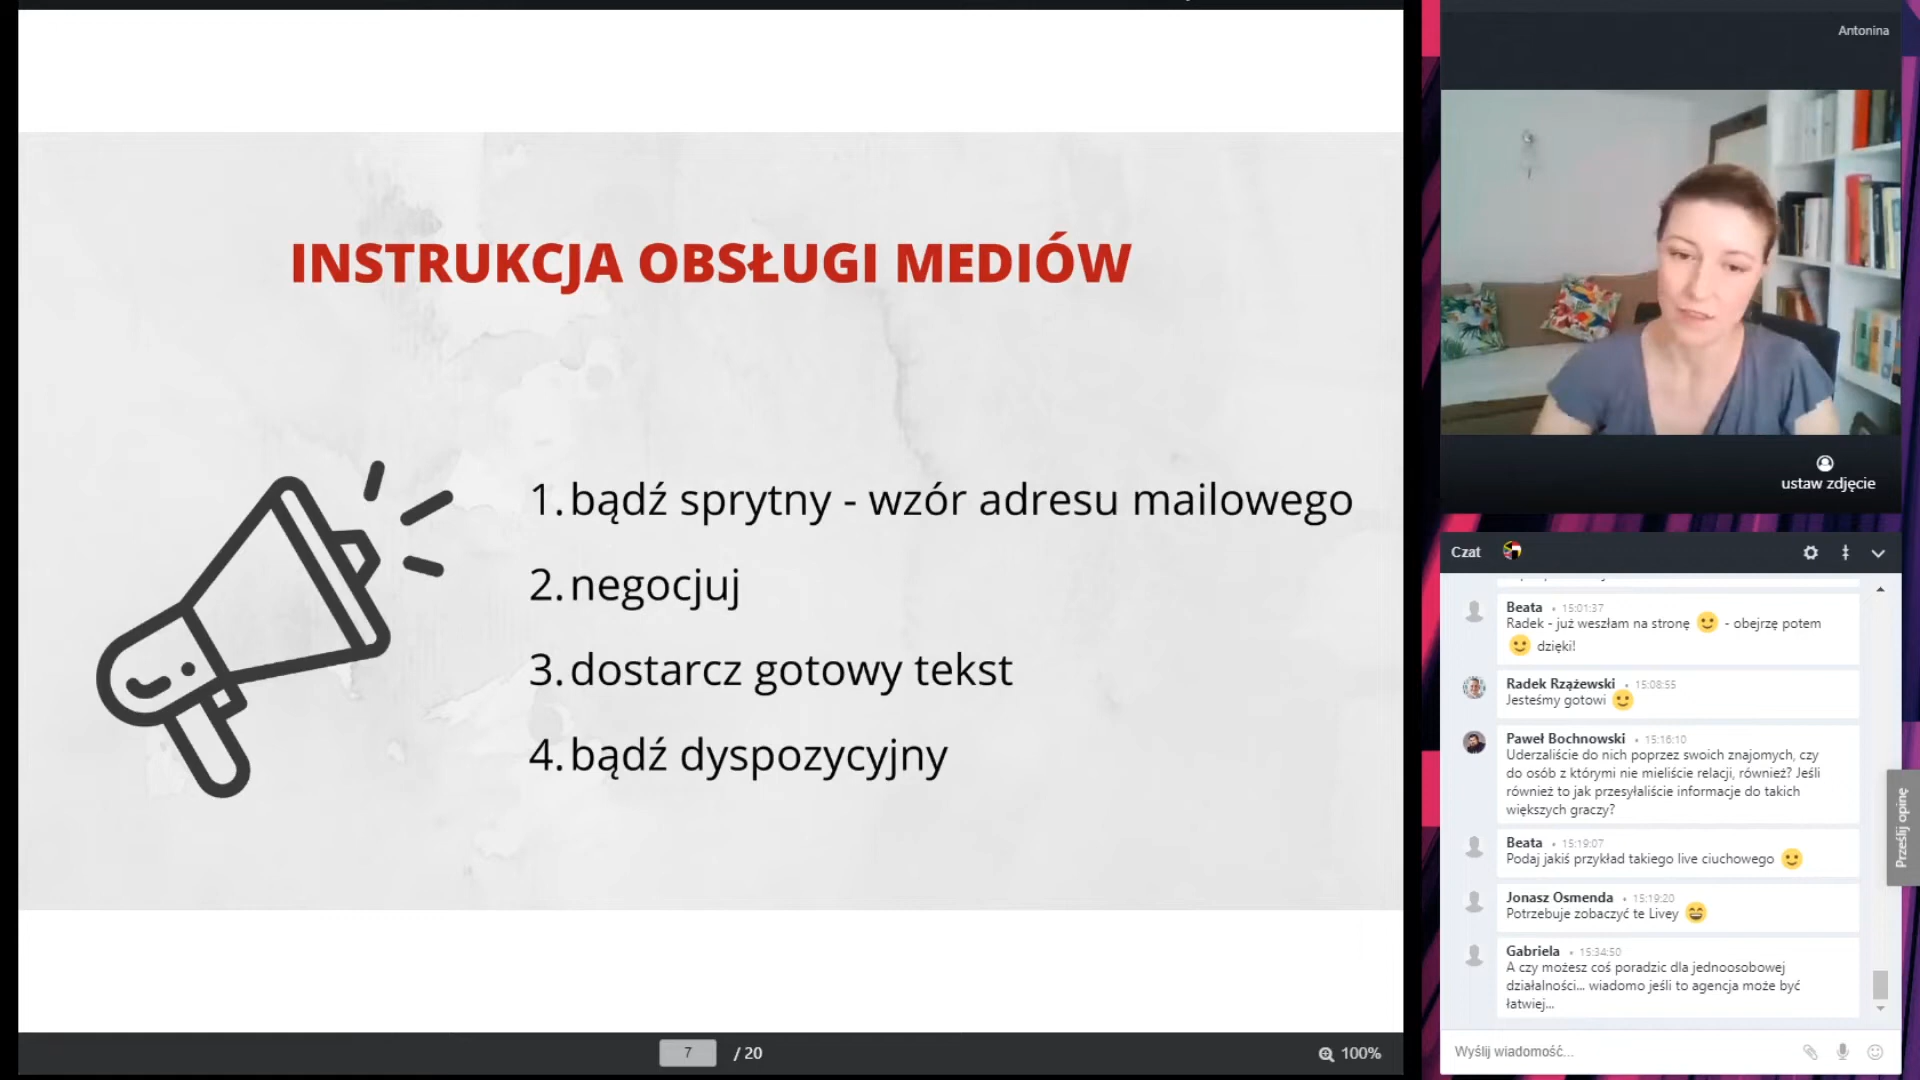 INSTRUKCJA OBSŁUGI MEDIÓW
1. bądź sprytny - wzór adresu mailowego
2. negocjuj
3. dostarcz gotowy tekst
4. bądź dyspozycyjny
7 / 20
100%
Antonina
ustaw zdjęcie
Czat
Beata • 15:01:37
Radek - już weszłam na stronę 🙂 - obejrzę potem
🙂 dzięki!
Radek Rzążewski • 15:08:55
Jesteśmy gotowi 🙂
Paweł Bochnowski • 15:16:10
Uderzaliście do nich poprzez swoich znajomych, czy
do osób z którymi nie mieliście relacji, również? Jeśli
również to jak przesyłaliście informacje do takich
większych graczy?
Beata • 15:19:07
Podaj jakiś przykład takiego live ciuchowego 🙂
Jonasz Osmenda • 15:19:20
Potrzebuje zobaczyć te Livey 😄
Gabriela • 15:34:50
A czy możesz coś poradzic dla jednoosobowej
działalności... wiadomo jeśli to agencja może być
łatwiej...
Wyślij wiadomość...
Prześlij opinę